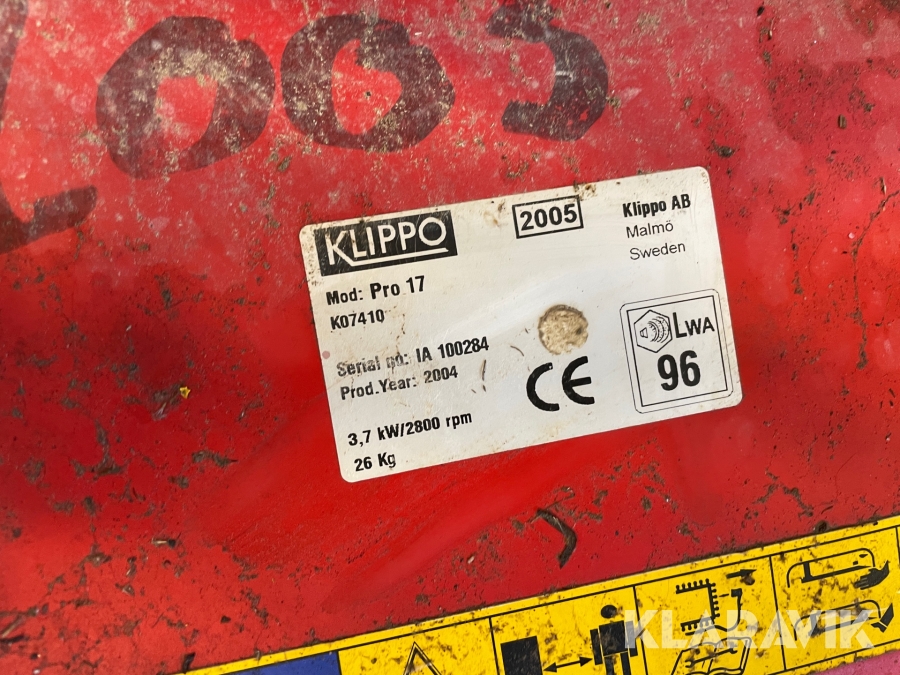 KLIPPO
2005
Klippo AB
Malmö
Sweden
Mod: Pro 17
K07410
Serial no: IA 100284
Prod.Year: 2004
3,7 kW/2800 rpm
26 Kg
CE
LWA
96
KLARAVIK